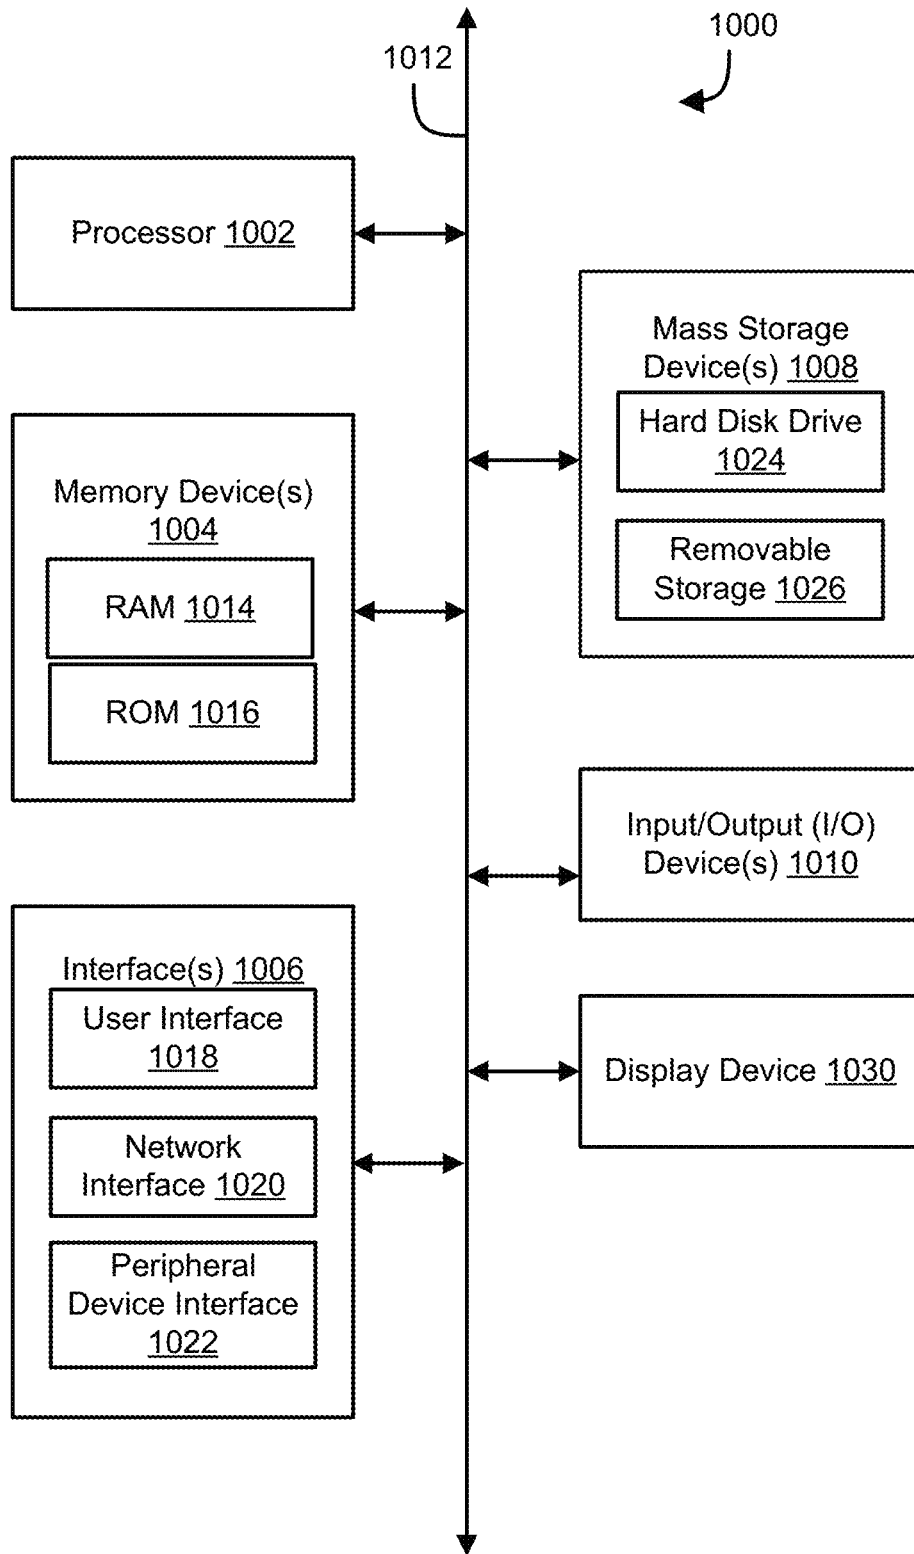 1012
1000
Processor 1002
Mass Storage
Device(s) 1008
Hard Disk Drive
1024
Removable
Storage 1026
Memory Device(s)
1004
RAM 1014
ROM 1016
Input/Output (I/O)
Device(s) 1010
Interface(s) 1006
User Interface
1018
Network
Interface 1020
Peripheral
Device Interface
1022
Display Device 1030